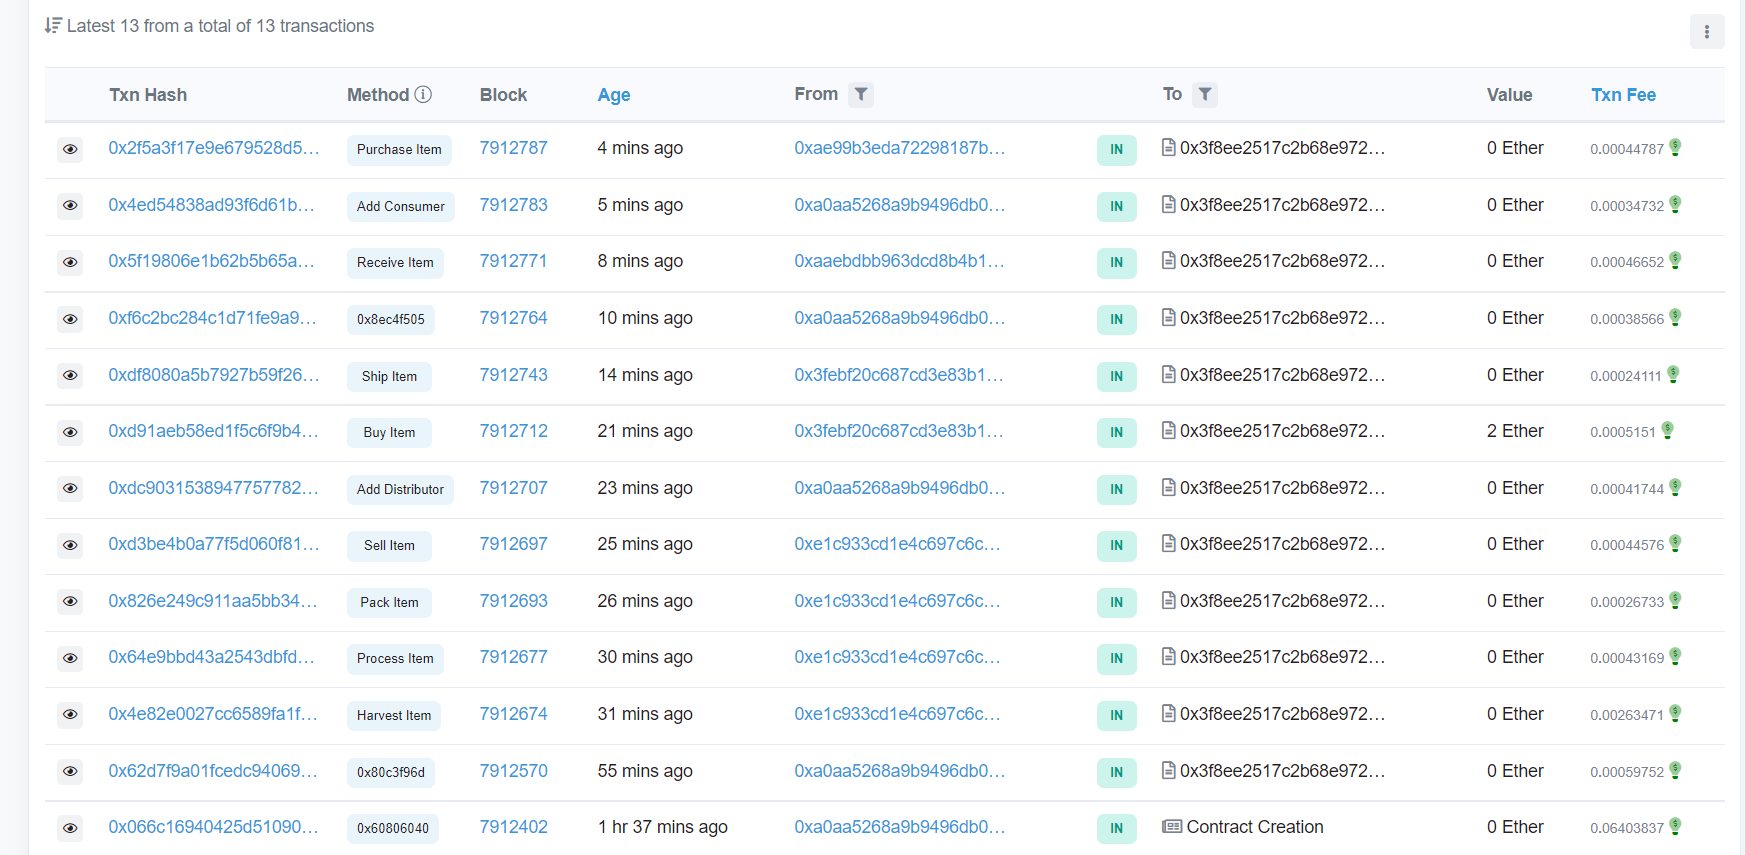 Latest 13 from a total of 13 transactions
Txn Hash Method Block Age From To Value Txn Fee
0x2f5a3f17e9e679528d5... Purchase Item 7912787 4 mins ago 0xae99b3eda72298187b... IN 0x3f8ee2517c2b68e972... 0 Ether 0.00044787
0x4ed54838ad93f6d61b... Add Consumer 7912783 5 mins ago 0xa0aa5268a9b9496db0... IN 0x3f8ee2517c2b68e972... 0 Ether 0.00034732
0x5f19806e1b62b5b65a... Receive Item 7912771 8 mins ago 0xaaebdbb963dcd8b4b1... IN 0x3f8ee2517c2b68e972... 0 Ether 0.00046652
0xf6c2bc284c1d71fe9a9... 0x8ec4f505 7912764 10 mins ago 0xa0aa5268a9b9496db0... IN 0x3f8ee2517c2b68e972... 0 Ether 0.00038566
0xdf8080a5b7927b59f26... Ship Item 7912743 14 mins ago 0x3febf20c687cd3e83b1... IN 0x3f8ee2517c2b68e972... 0 Ether 0.00024111
0xd91aeb58ed1f5c6f9b4... Buy Item 7912712 21 mins ago 0x3febf20c687cd3e83b1... IN 0x3f8ee2517c2b68e972... 2 Ether 0.0005151
0xdc9031538947757782... Add Distributor 7912707 23 mins ago 0xa0aa5268a9b9496db0... IN 0x3f8ee2517c2b68e972... 0 Ether 0.00041744
0xd3be4b0a77f5d060f81... Sell Item 7912697 25 mins ago 0xe1c933cd1e4c697c6c... IN 0x3f8ee2517c2b68e972... 0 Ether 0.00044576
0x826e249c911aa5bb34... Pack Item 7912693 26 mins ago 0xe1c933cd1e4c697c6c... IN 0x3f8ee2517c2b68e972... 0 Ether 0.00026733
0x64e9bbd43a2543dbfd... Process Item 7912677 30 mins ago 0xe1c933cd1e4c697c6c... IN 0x3f8ee2517c2b68e972... 0 Ether 0.00043169
0x4e82e0027cc6589fa1f... Harvest Item 7912674 31 mins ago 0xe1c933cd1e4c697c6c... IN 0x3f8ee2517c2b68e972... 0 Ether 0.00263471
0x62d7f9a01fcedc94069... 0x80c3f96d 7912570 55 mins ago 0xa0aa5268a9b9496db0... IN 0x3f8ee2517c2b68e972... 0 Ether 0.00059752
0x066c16940425d51090... 0x60806040 7912402 1 hr 37 mins ago 0xa0aa5268a9b9496db0... IN Contract Creation 0 Ether 0.06403837